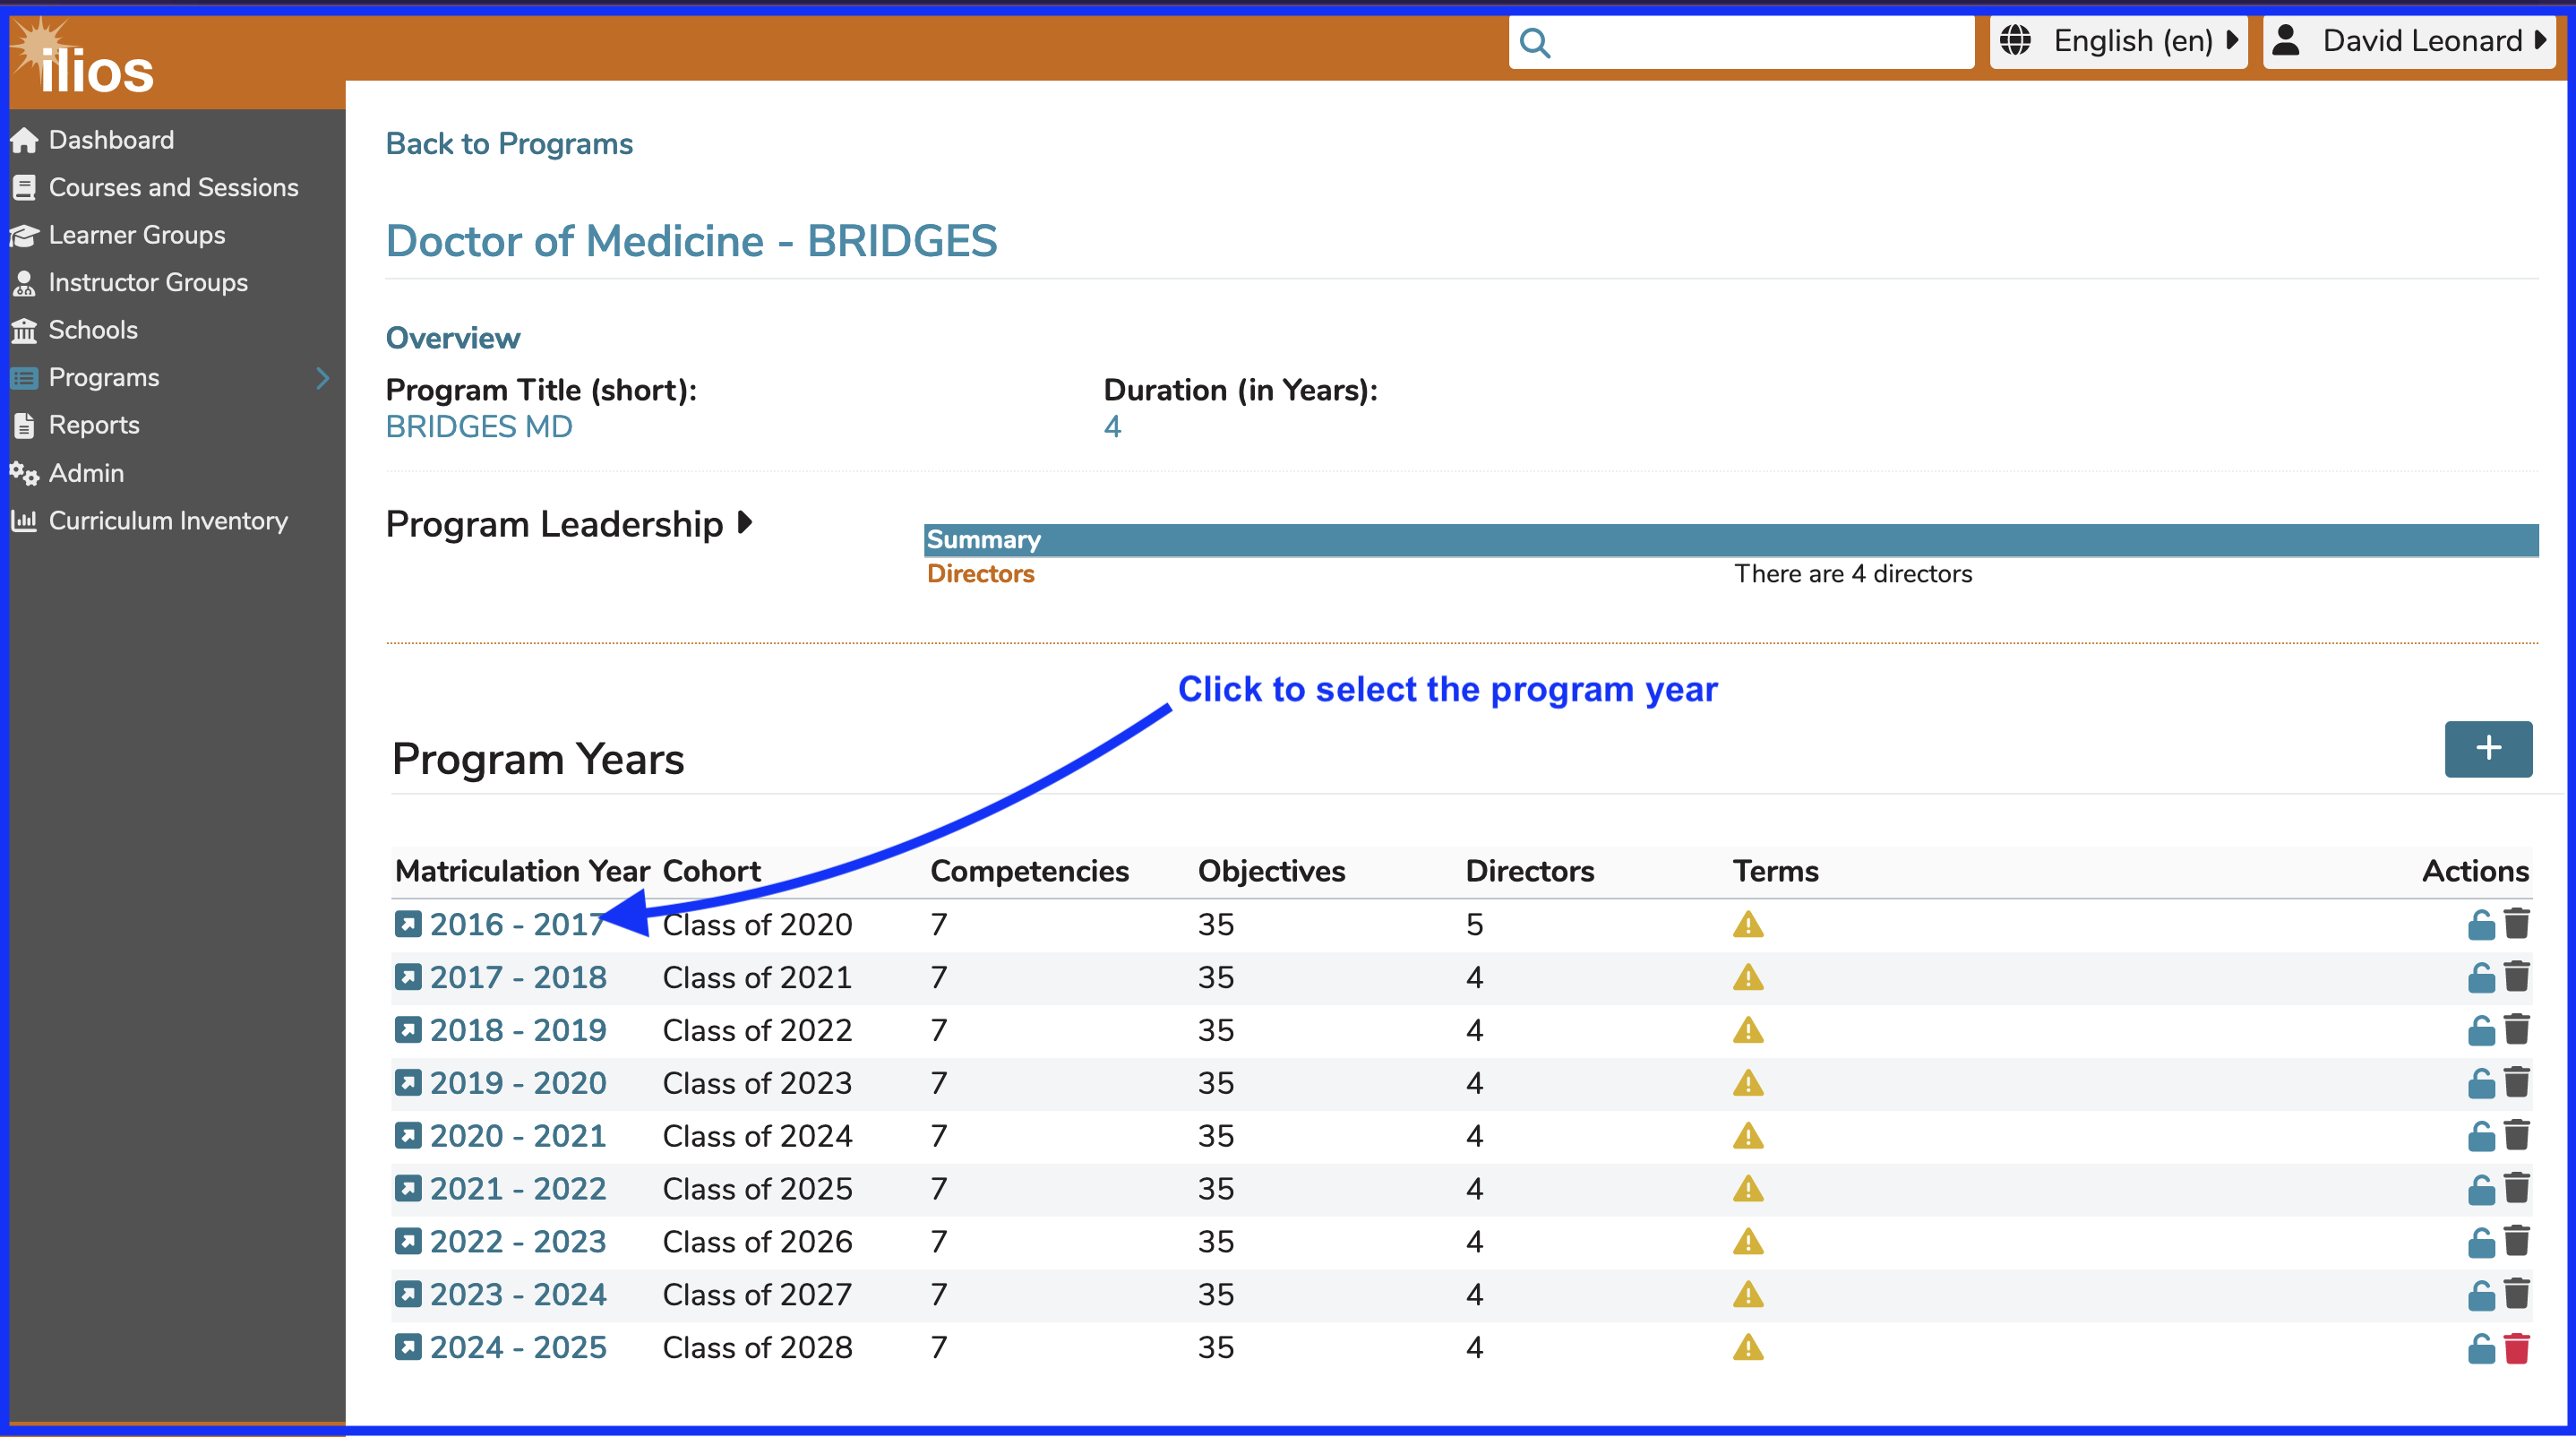 ilios
English (en)
David Leonard
Dashboard
Courses and Sessions
Learner Groups
Instructor Groups
Schools
Programs
Reports
Admin
Curriculum Inventory
Back to Programs
Doctor of Medicine - BRIDGES
Overview
Program Title (short): Duration (in Years):
BRIDGES MD 4
Program Leadership
Summary
Directors There are 4 directors
Click to select the program year
Program Years
Matriculation Year Cohort Competencies Objectives Directors Terms Actions
2016 - 2017 Class of 2020 7 35 5
2017 - 2018 Class of 2021 7 35 4
2018 - 2019 Class of 2022 7 35 4
2019 - 2020 Class of 2023 7 35 4
2020 - 2021 Class of 2024 7 35 4
2021 - 2022 Class of 2025 7 35 4
2022 - 2023 Class of 2026 7 35 4
2023 - 2024 Class of 2027 7 35 4
2024 - 2025 Class of 2028 7 35 4